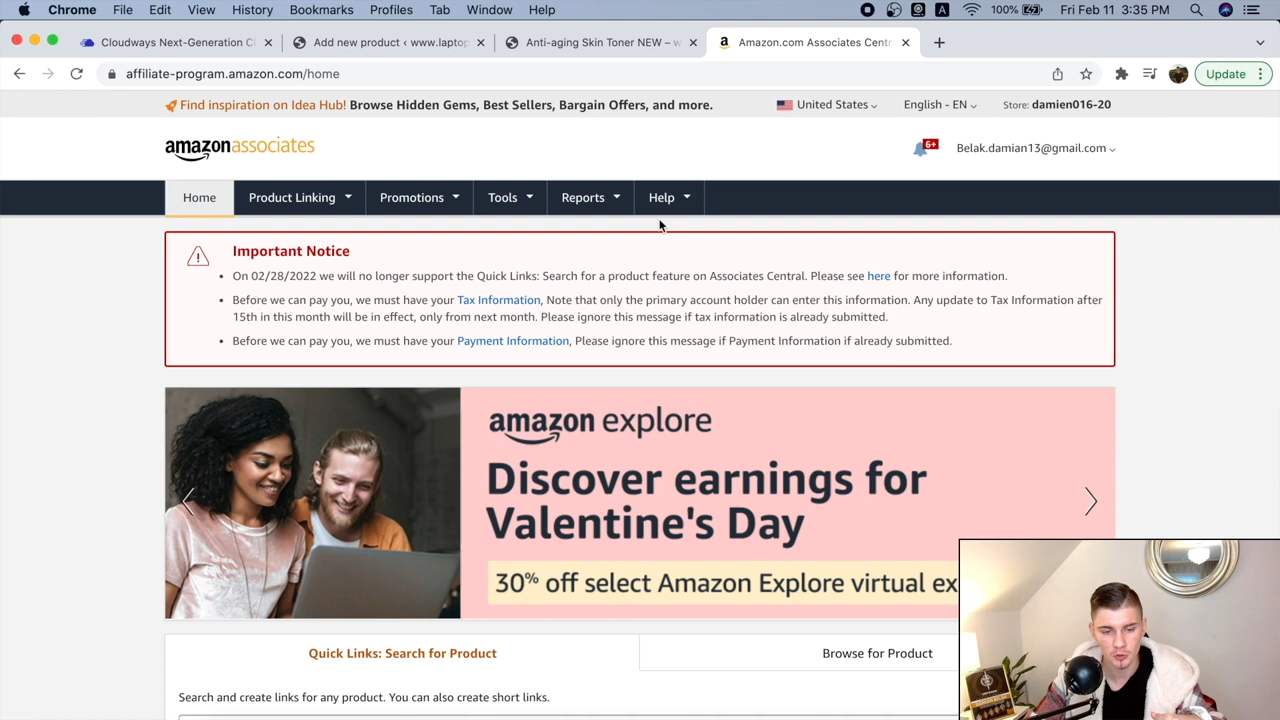 Chrome File Edit View History Bookmarks Profiles Tab Window Help A 100% Fri Feb 11 3:35 PM
Cloudways Next-Generation C Add new product ‹ www.lapto Anti-aging Skin Toner NEW – w Amazon.com Associates Centr
affiliate-program.amazon.com/home Update
Find inspiration on Idea Hub! Browse Hidden Gems, Best Sellers, Bargain Offers, and more. United States English - EN Store: damien016-20
amazonassociates 6+ Belak.damian13@gmail.com
Home Product Linking Promotions Tools Reports Help
Important Notice
• On 02/28/2022 we will no longer support the Quick Links: Search for a product feature on Associates Central. Please see here for more information.
• Before we can pay you, we must have your Tax Information, Note that only the primary account holder can enter this information. Any update to Tax Information after
15th in this month will be in effect, only from next month. Please ignore this message if tax information is already submitted.
• Before we can pay you, we must have your Payment Information, Please ignore this message if Payment Information if already submitted.
amazon explore
Discover earnings for
Valentine's Day
30% off select Amazon Explore virtual ex
Quick Links: Search for Product Browse for Product
Search and create links for any product. You can also create short links.